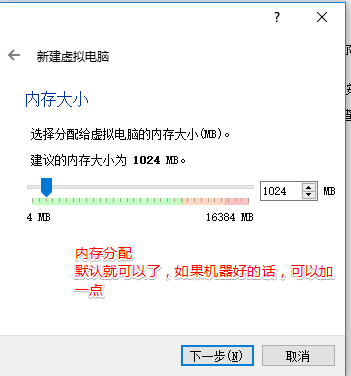 ?
新建虚拟电脑
内存大小
选择分配给虚拟电脑的内存大小(MB)。
建议的内存大小为 1024 MB。
1024 MB
4 MB 16384 MB
内存分配
默认就可以了，如果机器好的话，可以加
一点
下一步(N) 取消